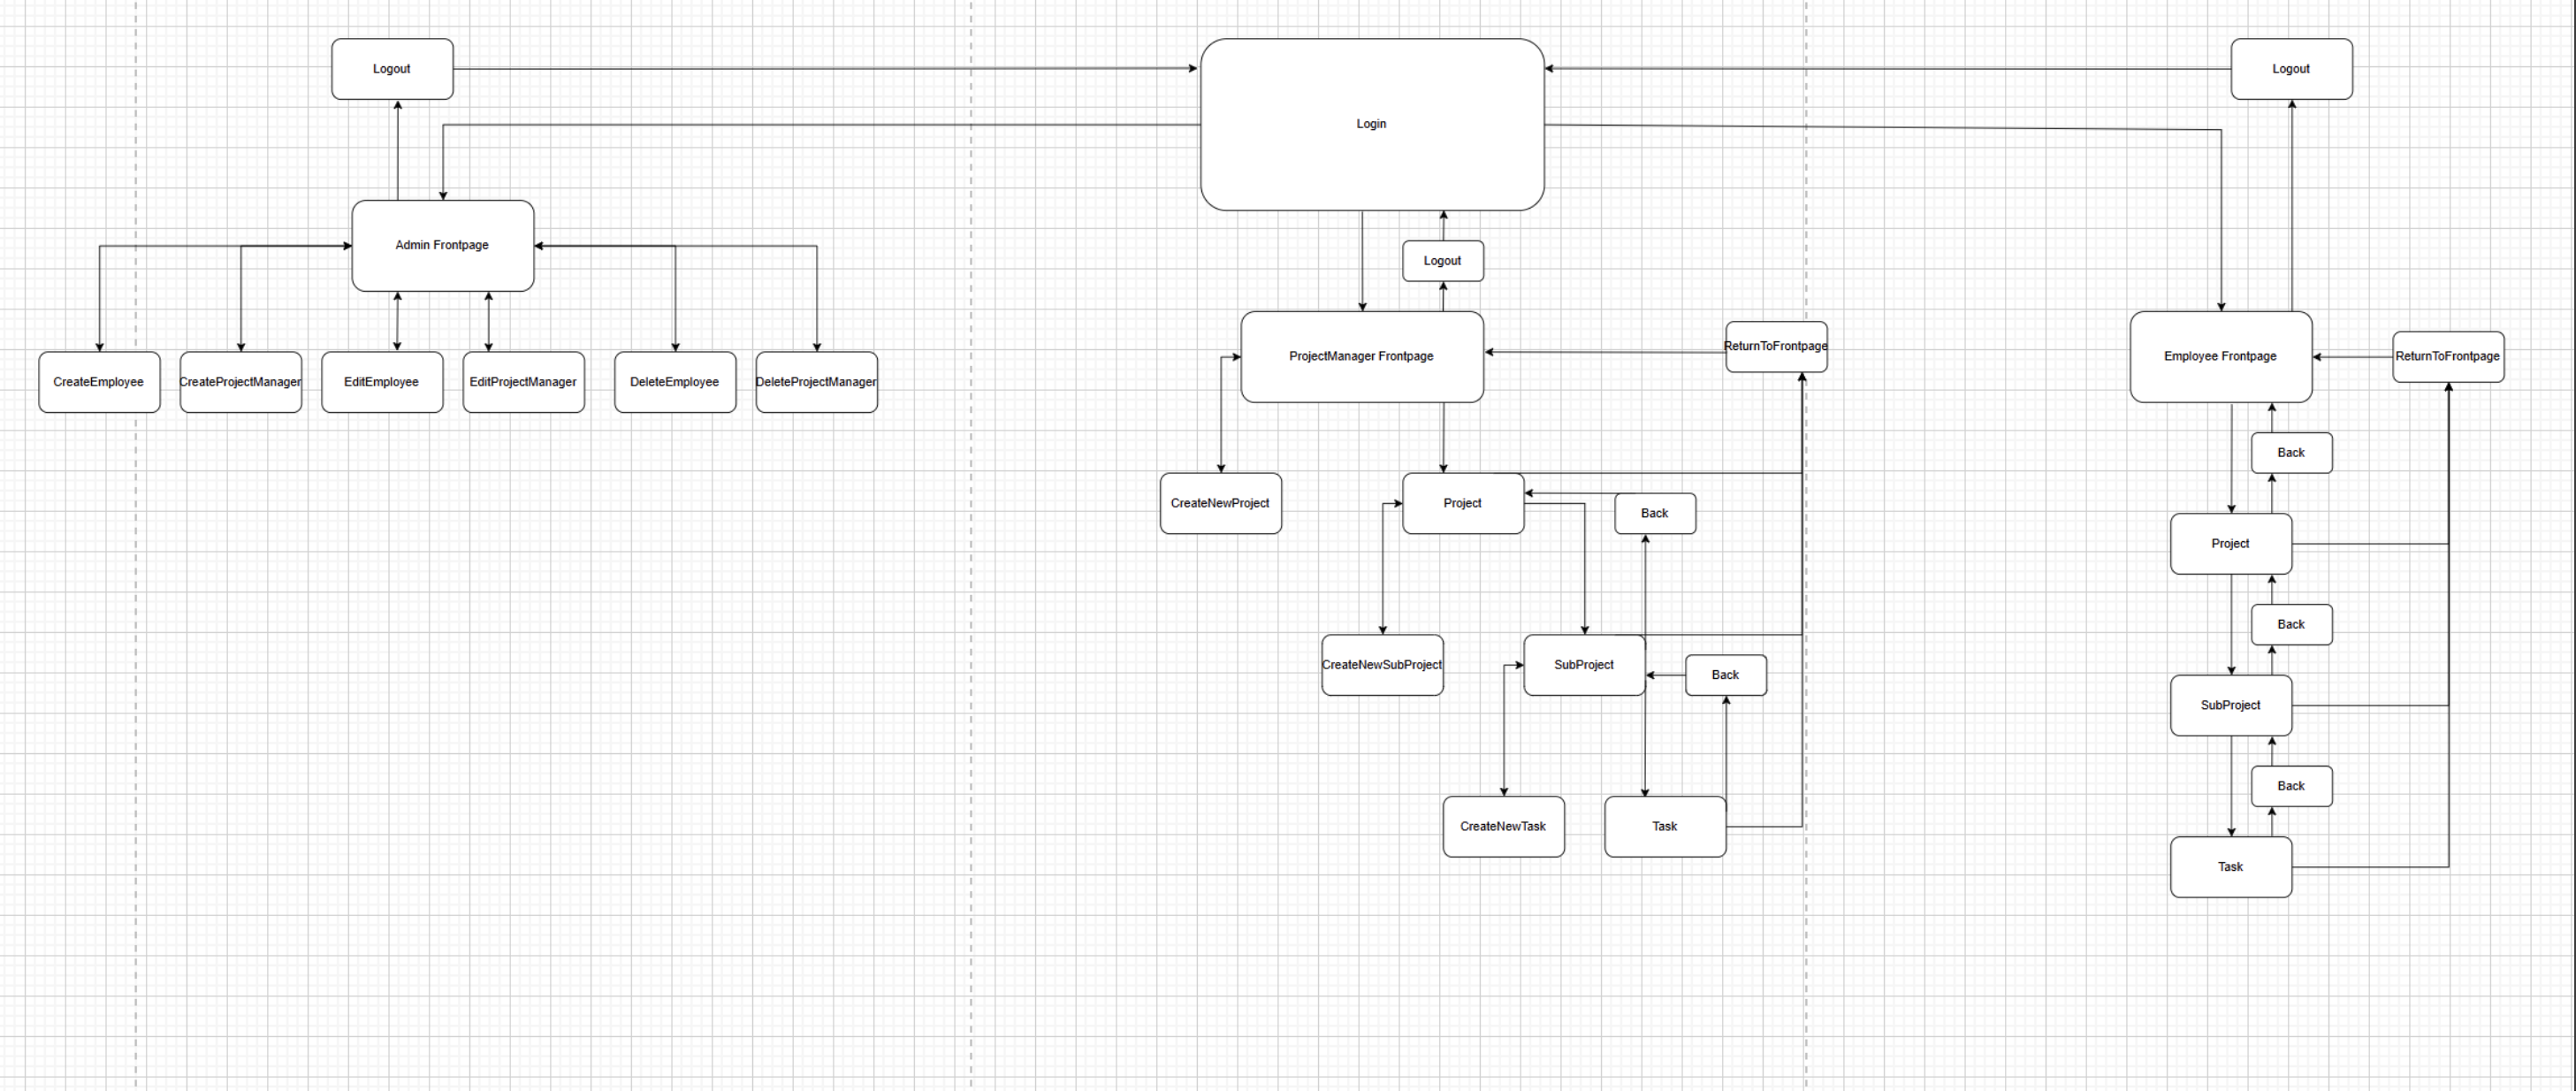 Logout
Login
Logout
Admin Frontpage
Logout
ProjectManager Frontpage
ReturnToFrontpage
Employee Frontpage
ReturnToFrontpage
CreateEmployee
CreateProjectManager
EditEmployee
EditProjectManager
DeleteEmployee
DeleteProjectManager
Back
CreateNewProject
Project
Back
Project
Back
CreateNewSubProject
SubProject
Back
SubProject
Back
CreateNewTask
Task
Task